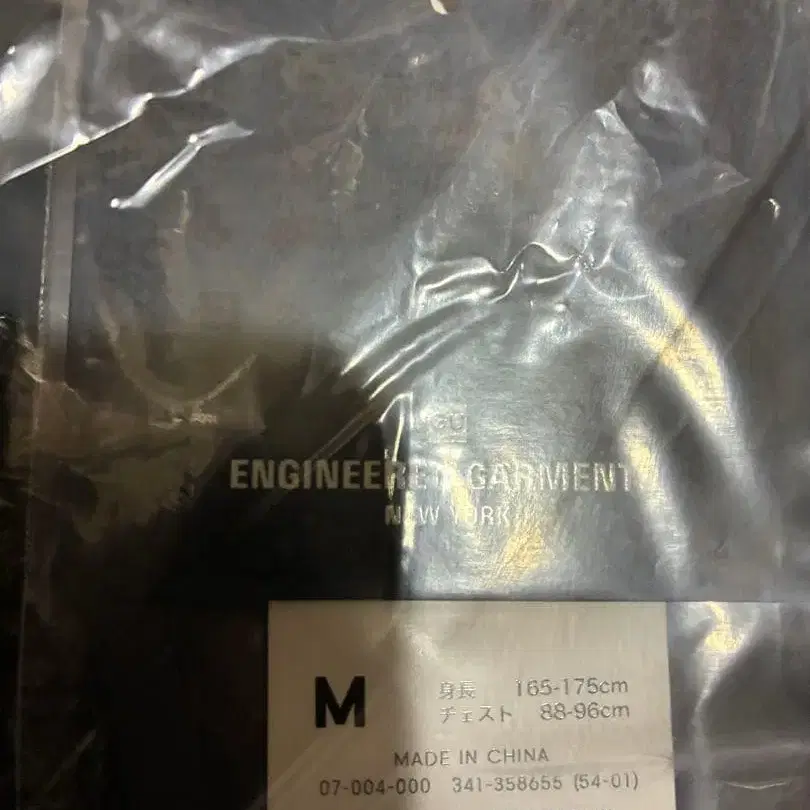 GU
ENGINEERED GARMENTS
NEW YORK
M
身長 165-175cm
チェスト 88-96cm
MADE IN CHINA
07-004-000 341-358655 (54-01)